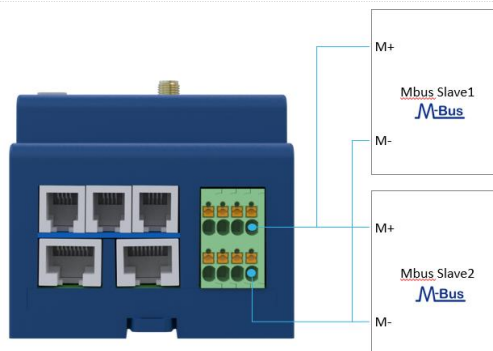 M+
Mbus Slave1
M-Bus
M-
M+
Mbus Slave2
M-Bus
M-